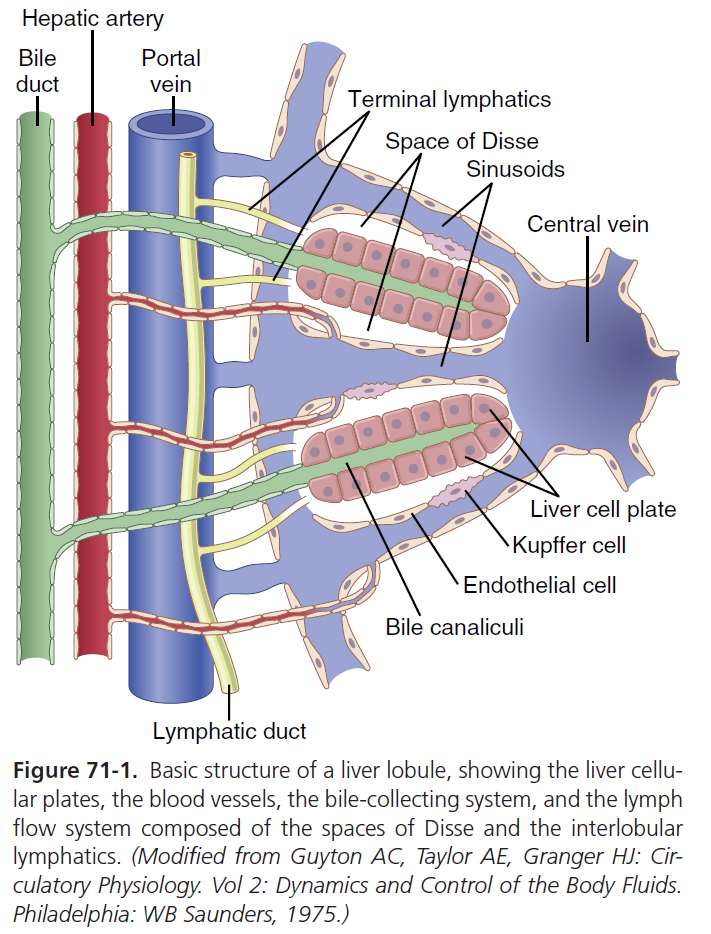 Hepatic artery
Bile
duct
Portal
vein
Terminal lymphatics
Space of Disse
Sinusoids
Central vein
Liver cell plate
Kupffer cell
Endothelial cell
Bile canaliculi
Lymphatic duct
Figure 71-1. Basic structure of a liver lobule, showing the liver cellu-
lar plates, the blood vessels, the bile-collecting system, and the lymph
flow system composed of the spaces of Disse and the interlobular
lymphatics. (Modified from Guyton AC, Taylor AE, Granger HJ: Cir-
culatory Physiology. Vol 2: Dynamics and Control of the Body Fluids.
Philadelphia: WB Saunders, 1975.)